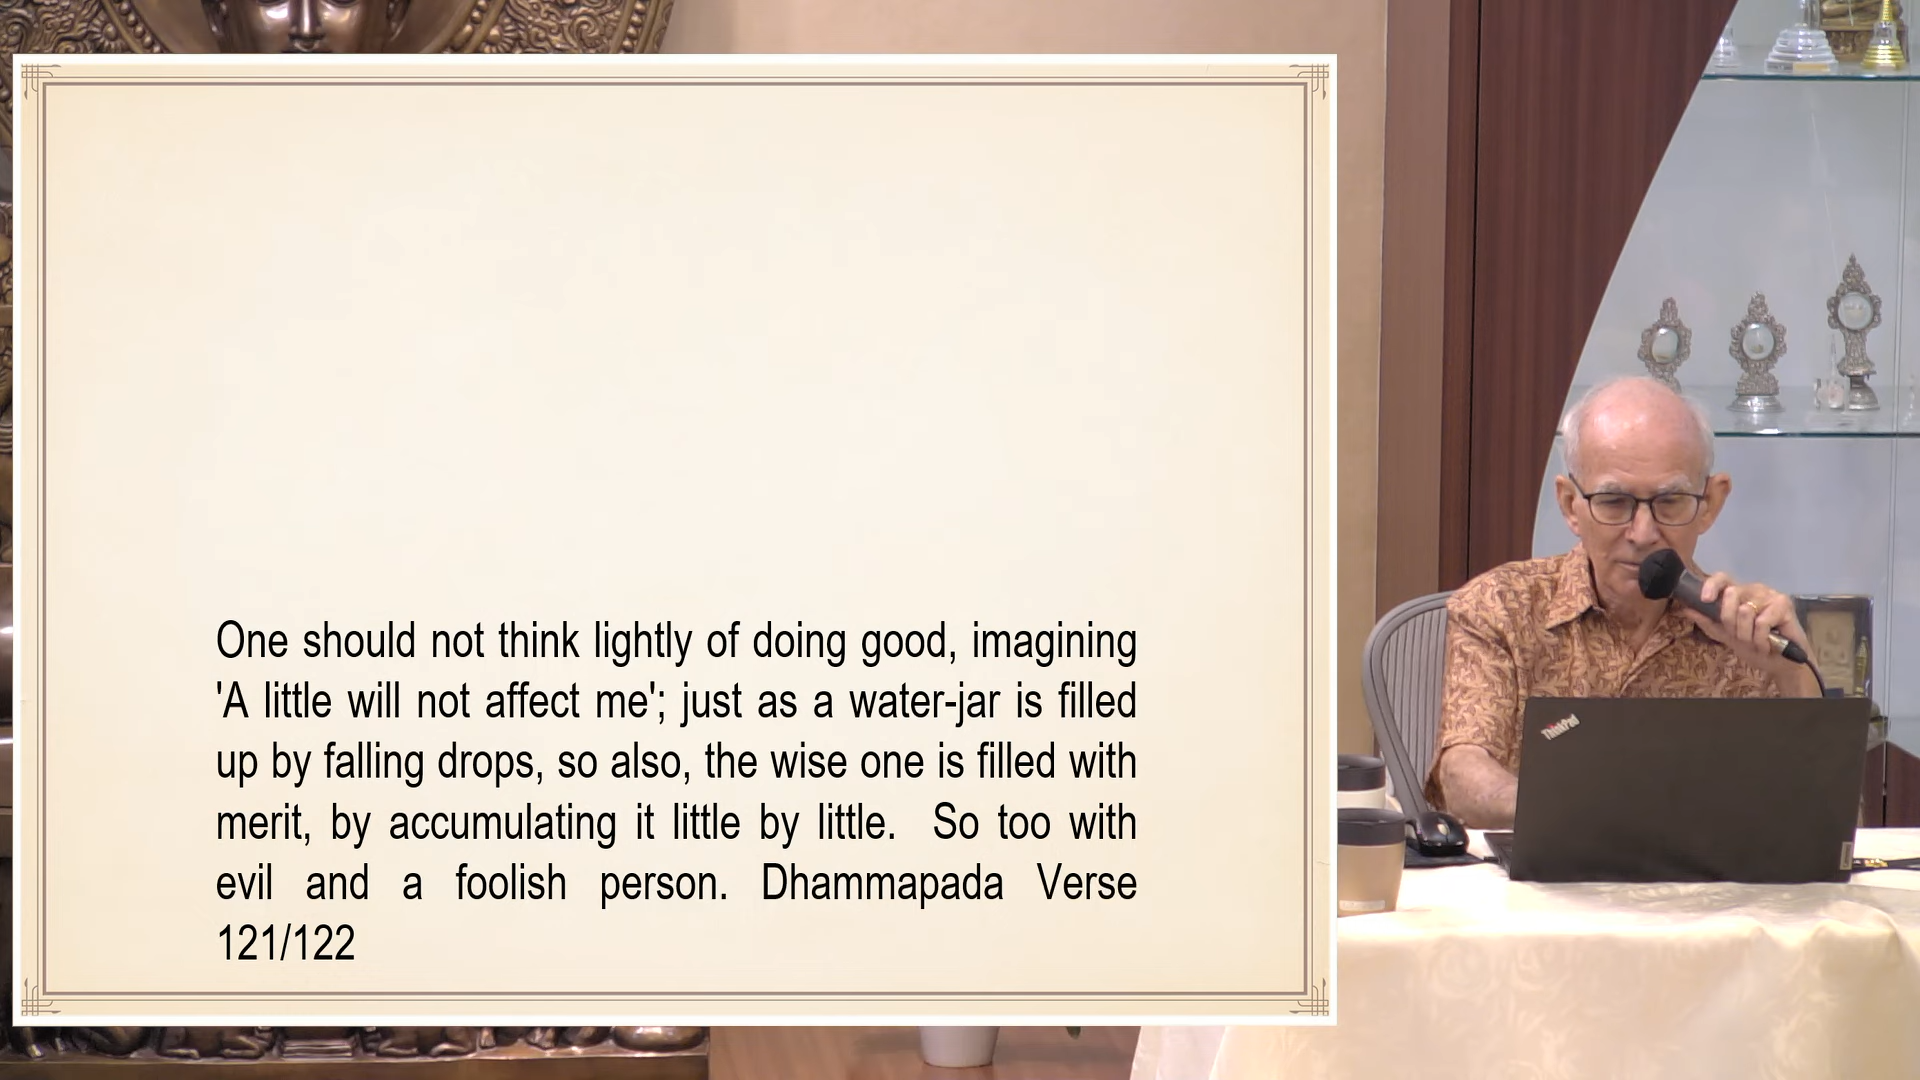 One should not think lightly of doing good, imagining
'A little will not affect me'; just as a water-jar is filled
up by falling drops, so also, the wise one is filled with
merit, by accumulating it little by little.  So too with
evil and a foolish person. Dhammapada Verse
121/122
ThinkPad